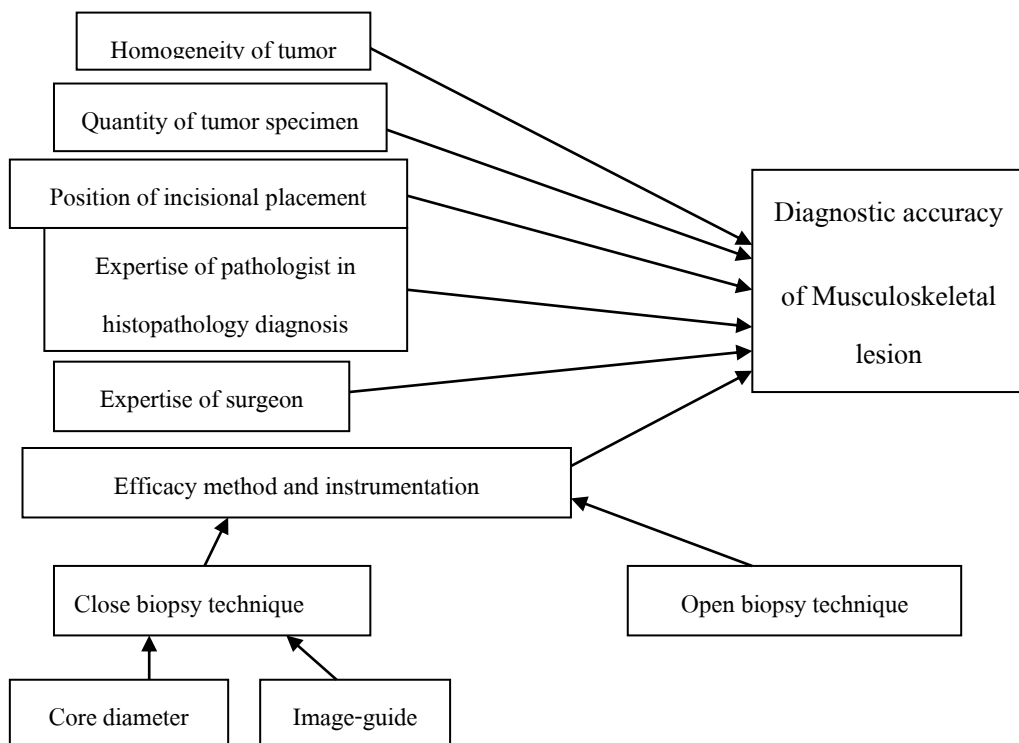 Homogeneity of tumor
Quantity of tumor specimen
Position of incisional placement
Expertise of pathologist in
histopathology diagnosis
Expertise of surgeon
Efficacy method and instrumentation
Close biopsy technique
Core diameter
Image-guide
Open biopsy technique
Diagnostic accuracy
of Musculoskeletal
lesion